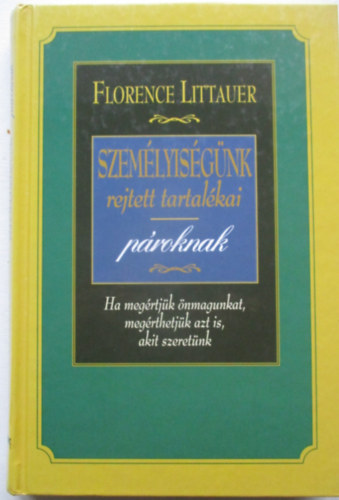 FLORENCE LITTAUER
SZEMÉLYISÉGÜNK
rejtett tartalékai
pároknak
Ha megértjük önmagunkat,
megérthetjük azt is,
akit szeretünk